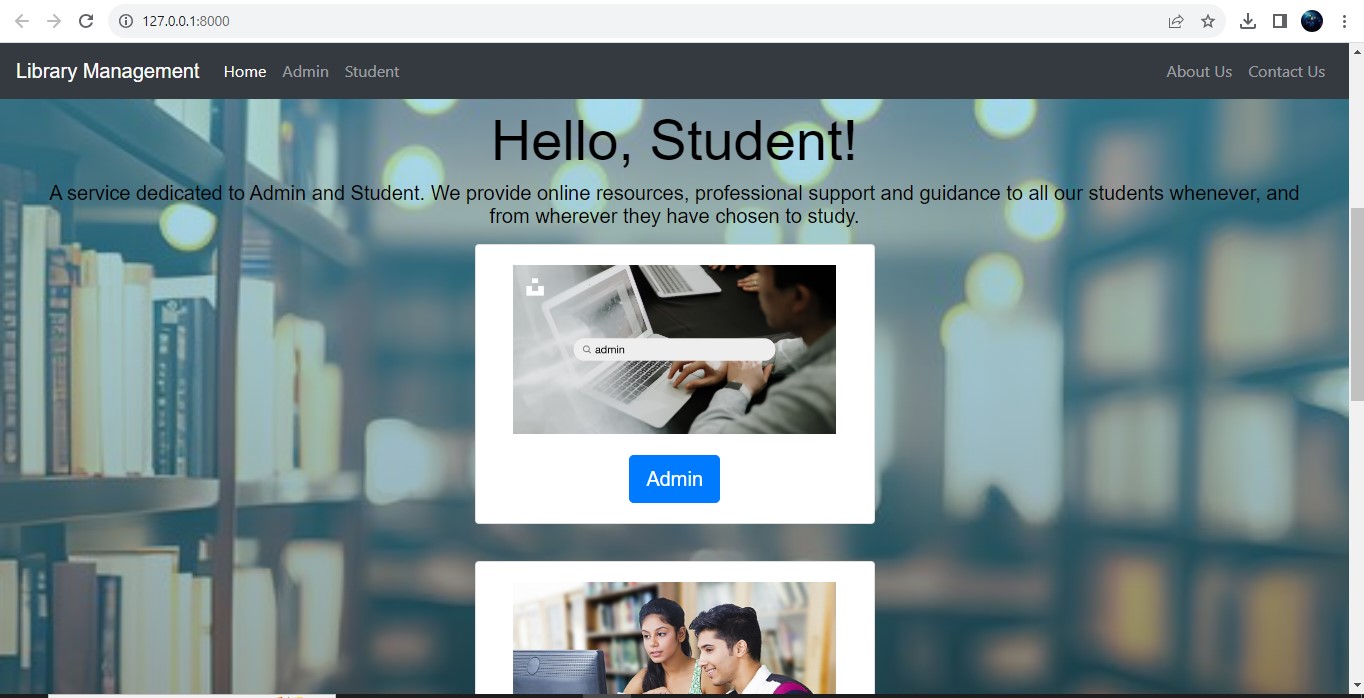 127.0.0.1:8000
Library Management Home Admin Student About Us Contact Us
Hello, Student!
A service dedicated to Admin and Student. We provide online resources, professional support and guidance to all our students whenever, and
from wherever they have chosen to study.
admin
Admin